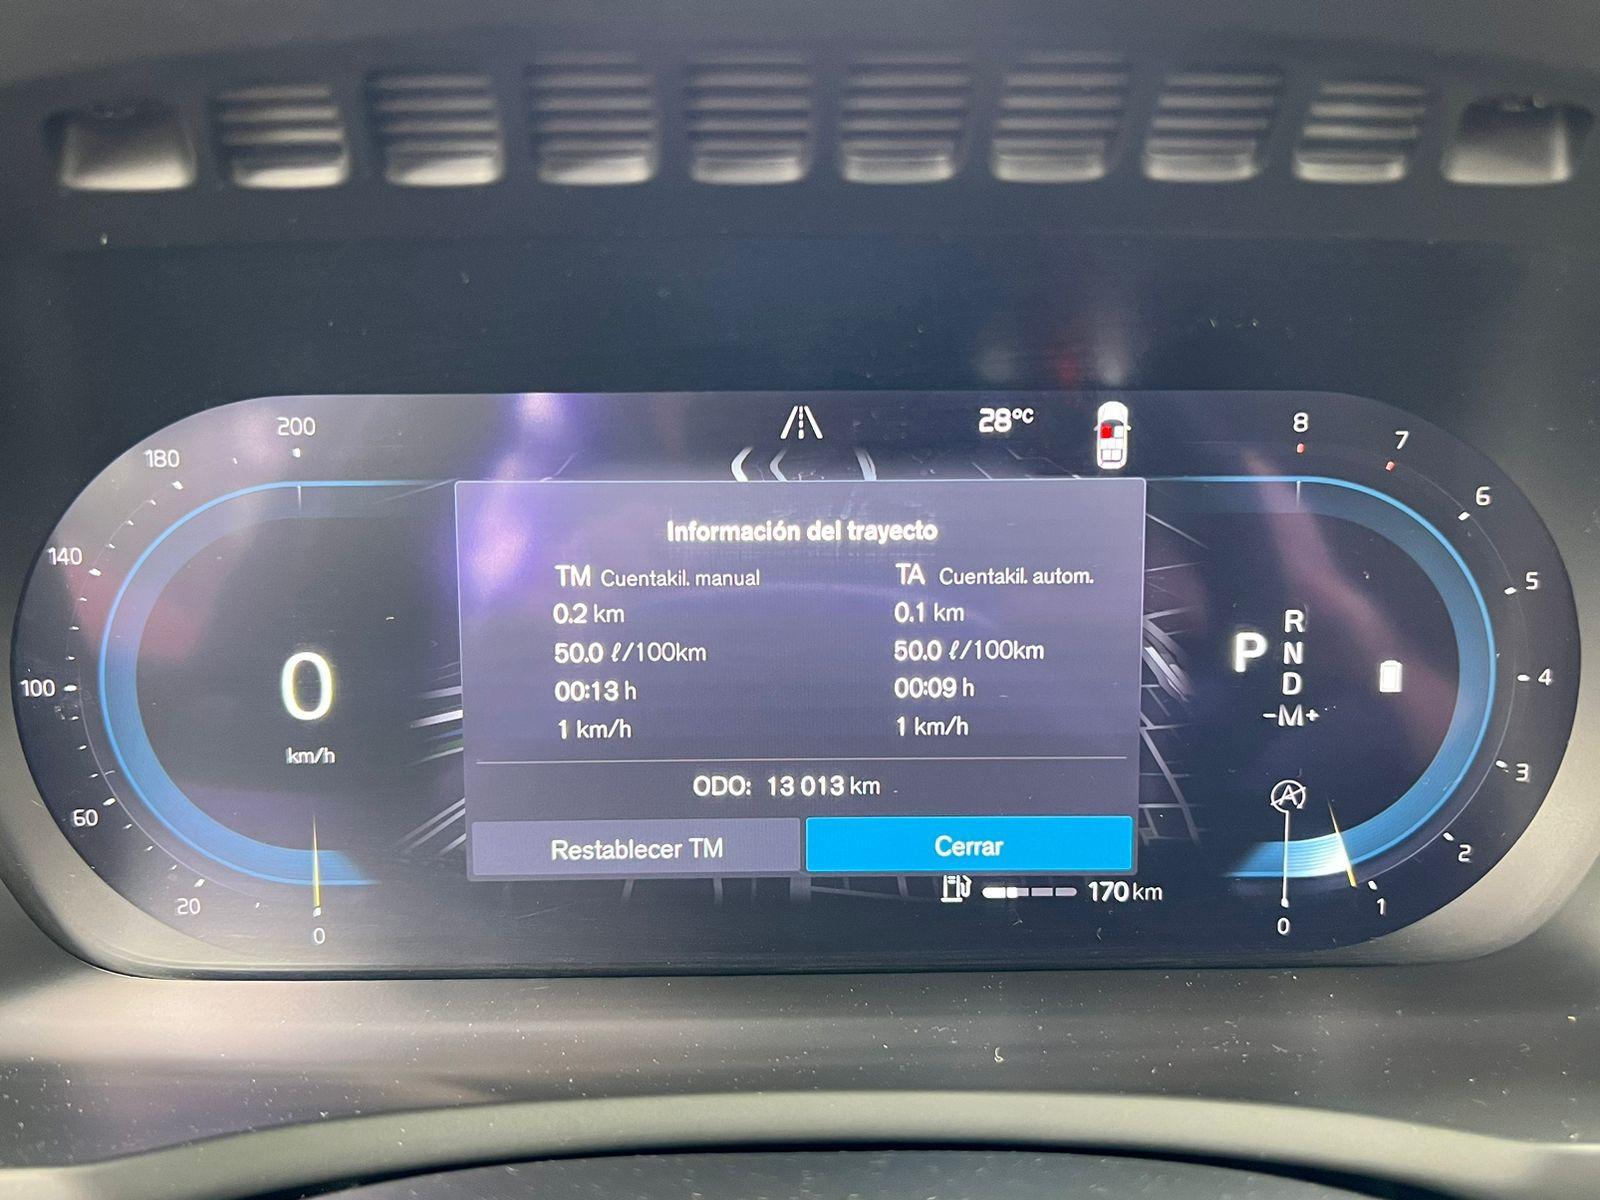 200
28°C
8
7
180
6
140
5
100
4
60
3
20
2
0
1
0
0
km/h
Información del trayecto
TM Cuentakil. manual
TA Cuentakil. autom.
0.2 km
0.1 km
50.0 ℓ/100km
50.0 ℓ/100km
00:13 h
00:09 h
1 km/h
1 km/h
ODO: 13 013 km
Restablecer TM
Cerrar
170 km
P
R
N
D
-M+
A